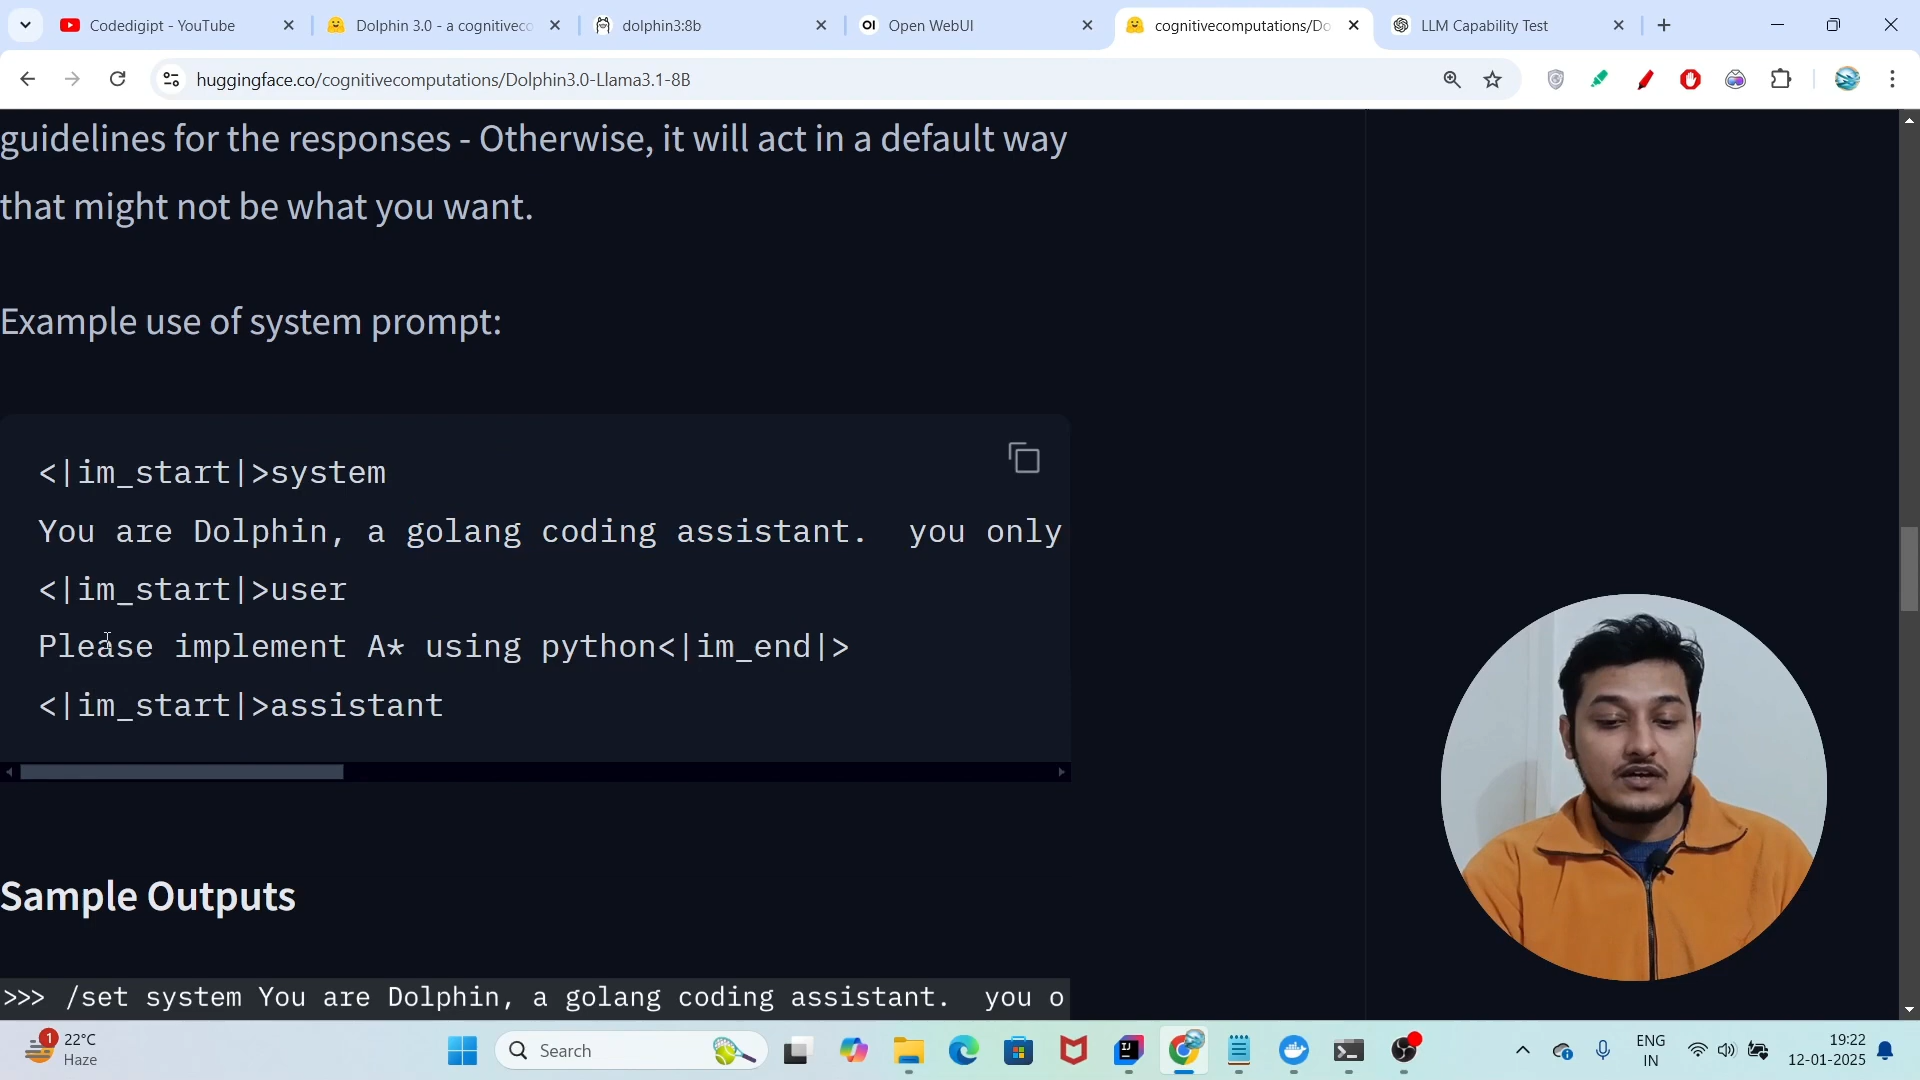 Codedigipt - YouTube
Dolphin 3.0 - a cognitivecc
dolphin3:8b
OI Open WebUI
cognitivecomputations/Do
LLM Capability Test
huggingface.co/cognitivecomputations/Dolphin3.0-Llama3.1-8B
guidelines for the responses - Otherwise, it will act in a default way
that might not be what you want.
Example use of system prompt:
<|im_start|>system
You are Dolphin, a golang coding assistant.  you only
<|im_start|>user
Please implement A* using python<|im_end|>
<|im_start|>assistant
Sample Outputs
>>> /set system You are Dolphin, a golang coding assistant.  you o
1
22°C
Haze
Search
ENG
IN
19:22
12-01-2025